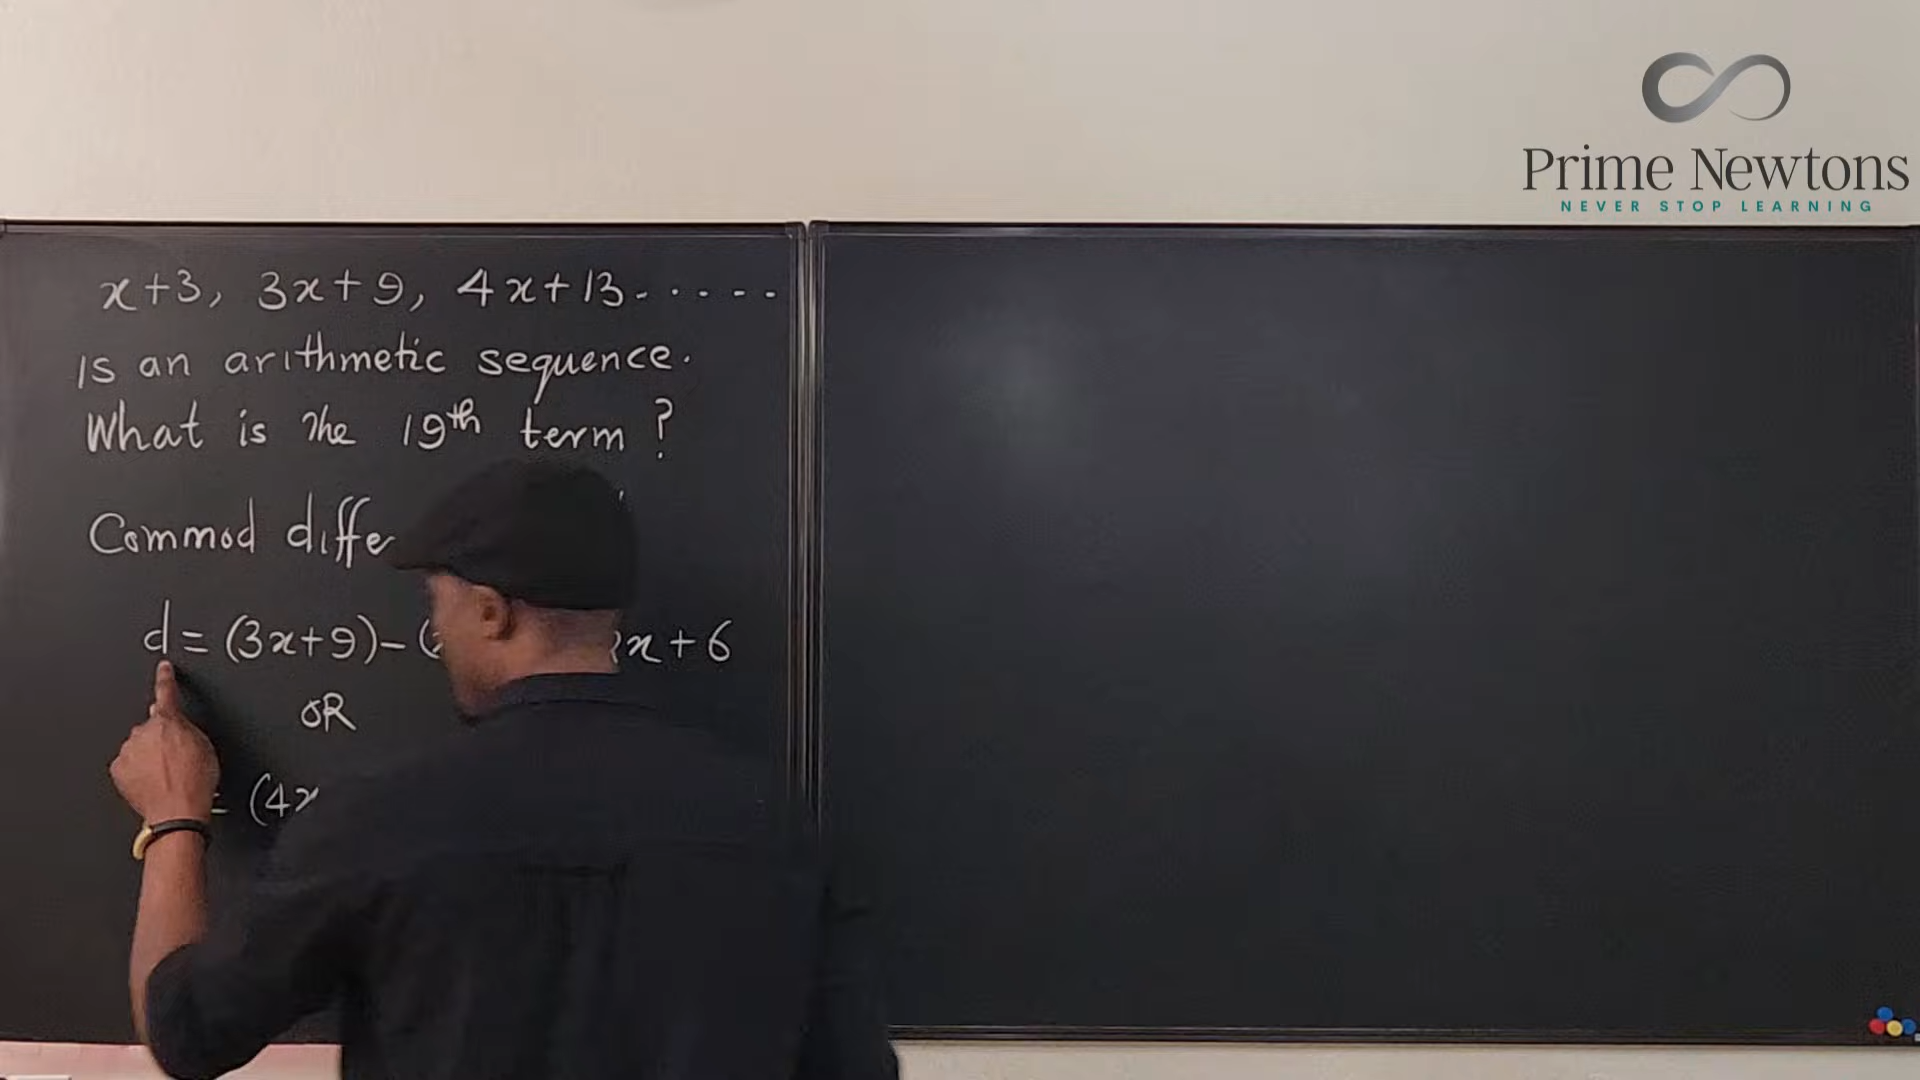 Prime Newtons
NEVER STOP LEARNING
x+3, 3x+9, 4x+13-....
Is an arithmetic sequence.
What is the 19th term?
Commod diffe
d = (3x+9)-( x+6
OR
= (4x